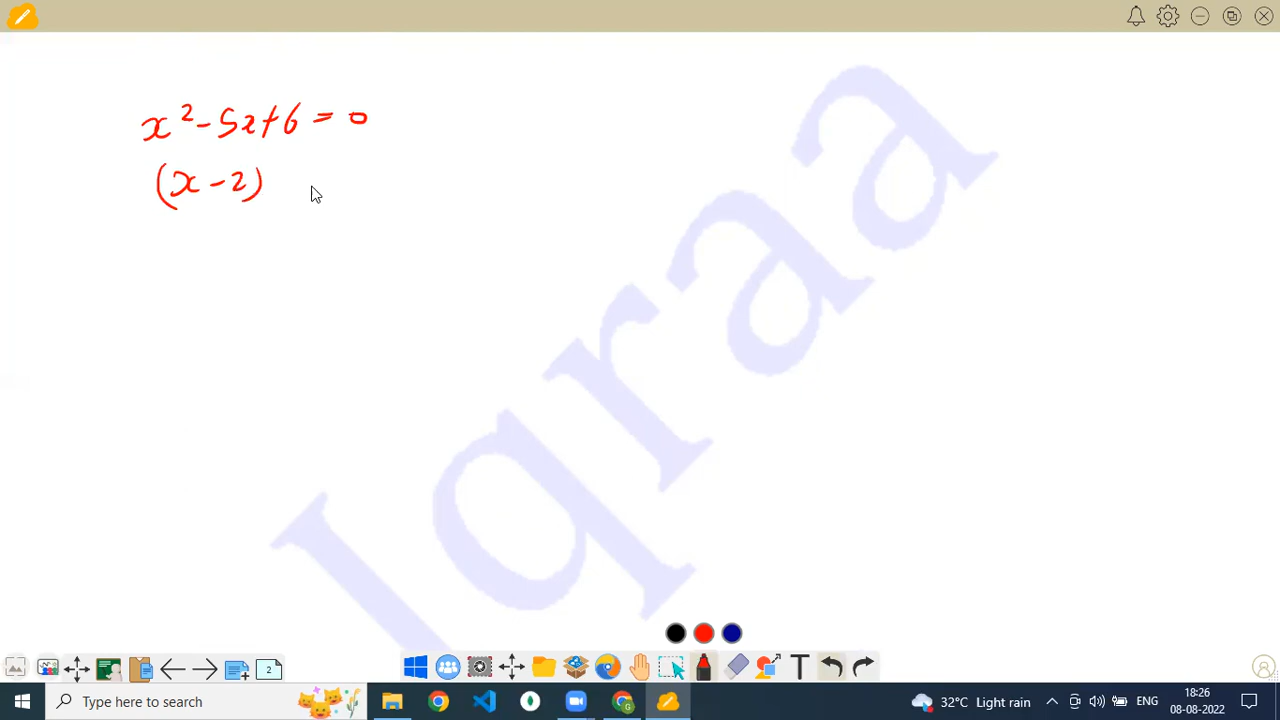 x² - 5x + 6 = 0
(x - 2)
Iqraa
2
Type here to search
32°C Light rain
ENG
18:26
08-08-2022